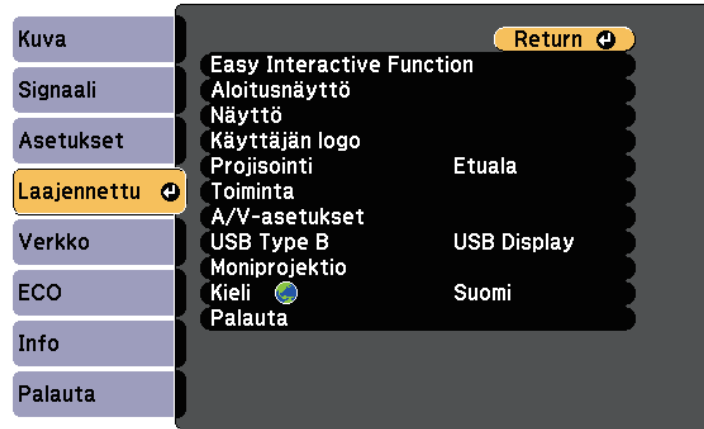 Kuva
Signaali
Asetukset
Laajennettu
Verkko
ECO
Info
Palauta
Return
Easy Interactive Function
Aloitusnäyttö
Näyttö
Käyttäjän logo
Projisointi Etuala
Toiminta
A/V-asetukset
USB Type B USB Display
Moniprojektio
Kieli Suomi
Palauta